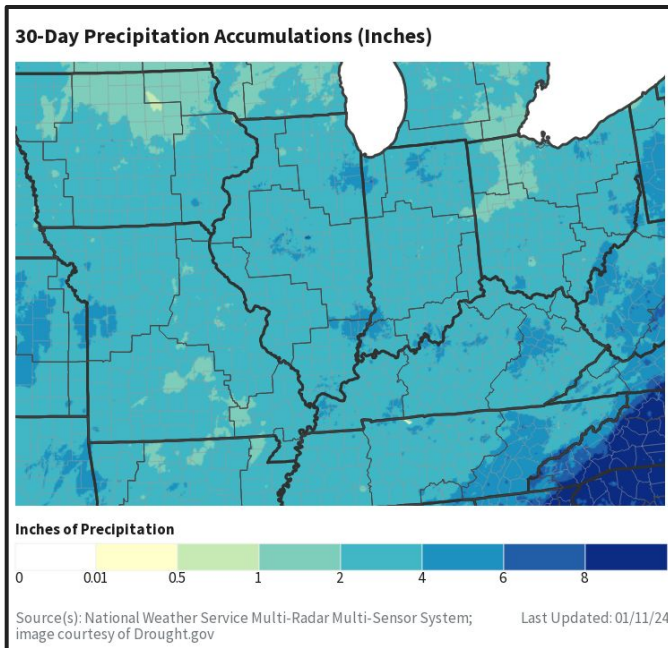 30-Day Precipitation Accumulations (Inches)
Inches of Precipitation
0 0.01 0.5 1 2 4 6 8
Source(s): National Weather Service Multi-Radar Multi-Sensor System; Last Updated: 01/11/24
image courtesy of Drought.gov